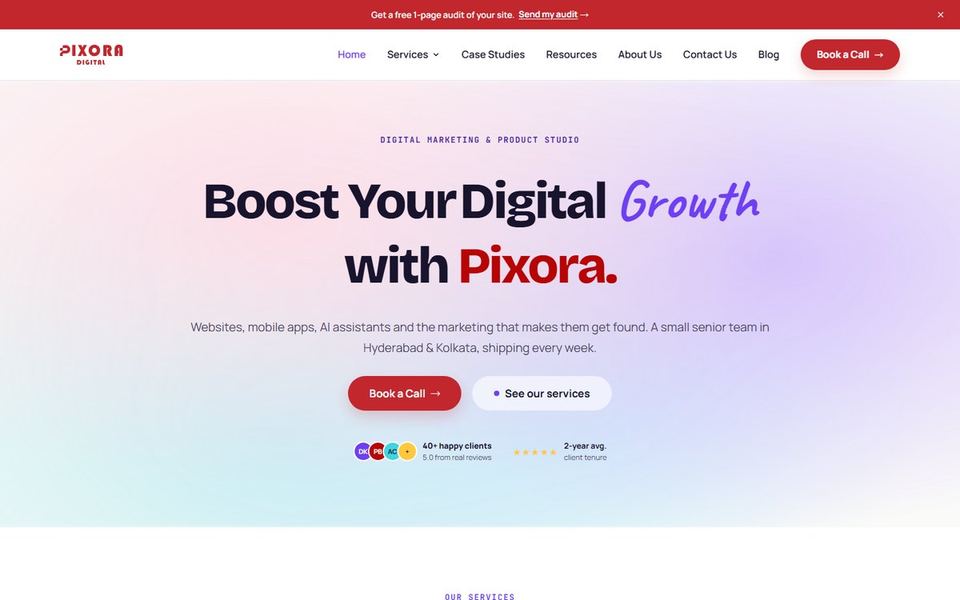 Get a free 1-page audit of your site. Send my audit →
✕
PIXORA
DIGITAL
Home Services Case Studies Resources About Us Contact Us Blog Book a Call →
DIGITAL MARKETING & PRODUCT STUDIO
Boost Your Digital Growth
with Pixora.
Websites, mobile apps, AI assistants and the marketing that makes them get found. A small senior team in
Hyderabad & Kolkata, shipping every week.
Book a Call → See our services
DK PB AC +
40+ happy clients
5.0 from real reviews
★★★★★
2-year avg.
client tenure
OUR SERVICES